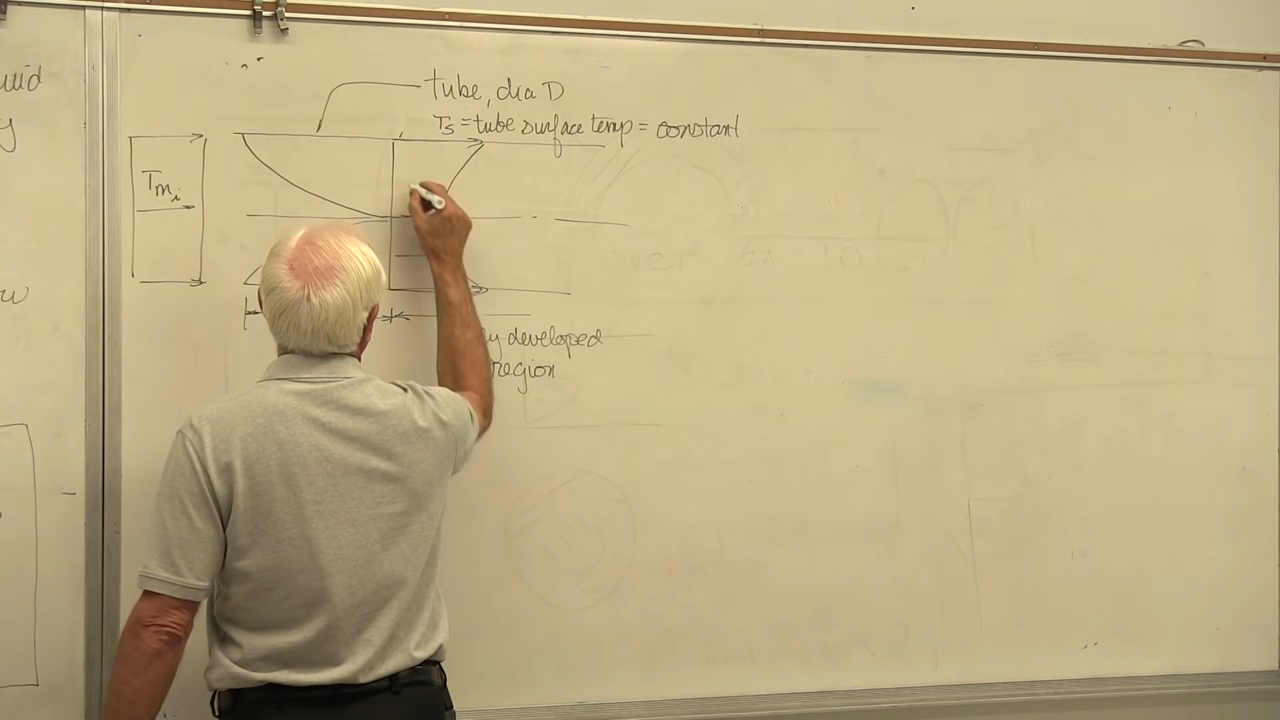 tube, dia D
Ts = tube surface temp = constant
Tmi
developed
region